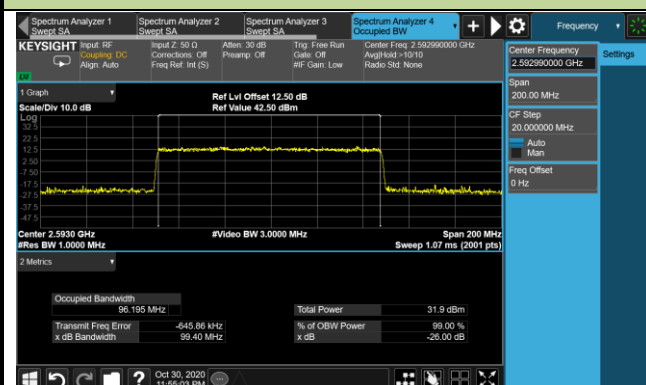 Spectrum Analyzer 1
Swept SA
Spectrum Analyzer 2
Swept SA
Spectrum Analyzer 3
Swept SA
Spectrum Analyzer 4
Occupied BW
Frequency
KEYSIGHT
Input: RF
Coupling: DC
Align: Auto
Input Z: 50 Ω
Corrections: Off
Freq Ref: Int (S)
Atten: 30 dB
Preamp: Off
Trig: Free Run
Gate: Off
#IF Gain: Low
Center Freq: 2.592990000 GHz
Avg|Hold:>10/10
Radio Std: None
Center Frequency
2.592990000 GHz
Settings
Span
200.00 MHz
CF Step
20.000000 MHz
Auto
Man
Freq Offset
0 Hz
1 Graph
Scale/Div 10.0 dB
Ref Lvl Offset 12.50 dB
Ref Value 42.50 dBm
Log
32.5
22.5
12.5
2.50
-7.50
-17.5
-27.5
-37.5
-47.5
Center 2.5930 GHz
#Res BW 1.0000 MHz
#Video BW 3.0000 MHz
Span 200 MHz
Sweep 1.07 ms (2001 pts)
2 Metrics
Occupied Bandwidth
96.195 MHz
Total Power 31.9 dBm
Transmit Freq Error -645.86 kHz
% of OBW Power 99.00 %
x dB Bandwidth 99.40 MHz
x dB -26.00 dB
Oct 30, 2020
11:55:03 PM